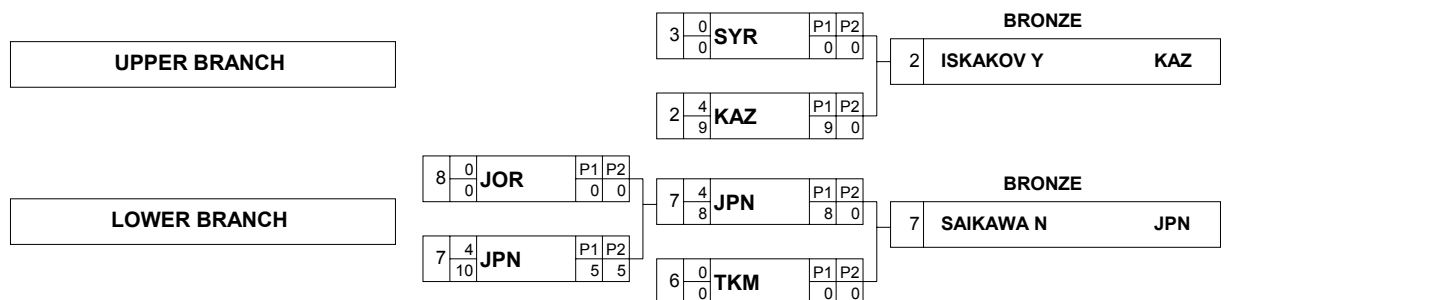 BRONZE
3 0 SYR P1 P2
0 0 0
UPPER BRANCH
2 ISKAKOV Y KAZ
2 4 KAZ P1 P2
9 9 0
8 0 JOR P1 P2
0 0 0
BRONZE
7 4 JPN P1 P2
8 8 0
LOWER BRANCH
7 SAIKAWA N JPN
7 4 JPN P1 P2
10 5 5
6 0 TKM P1 P2
0 0 0